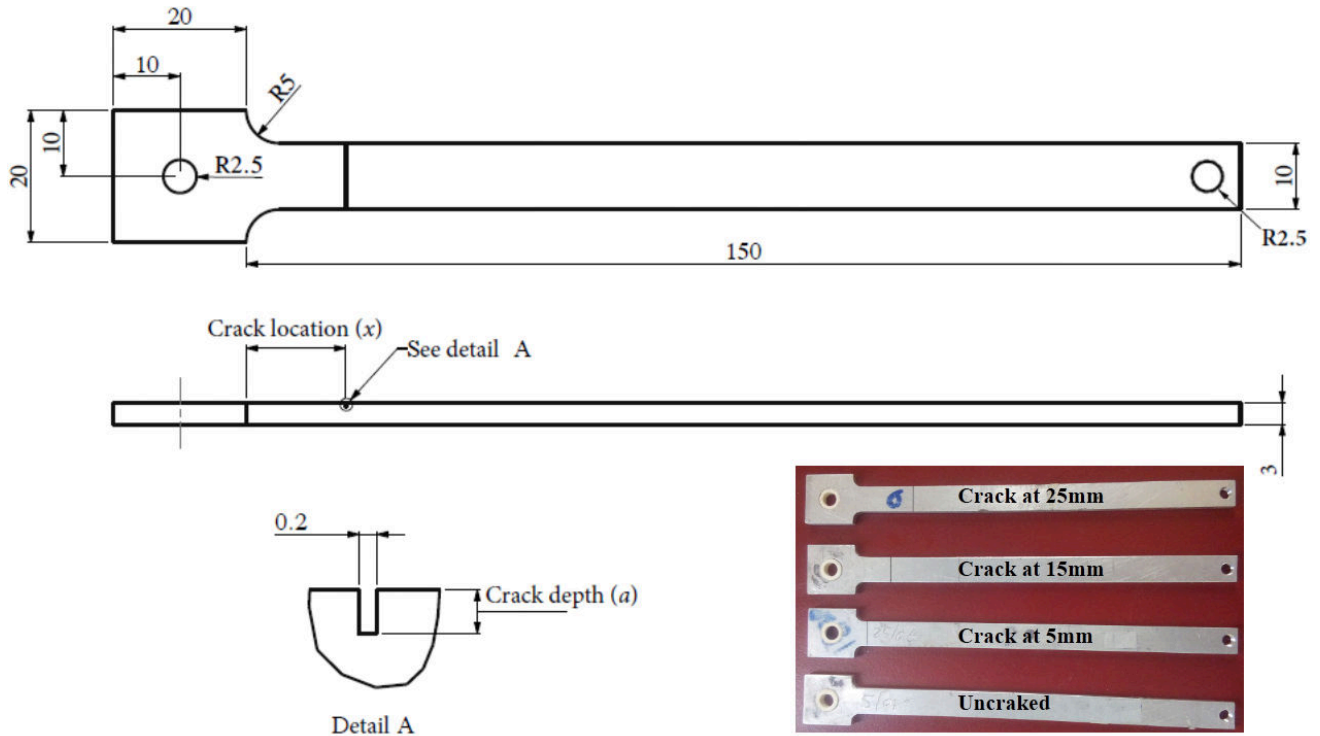 20
10
R5
10
20
R2.5
10
R2.5
150
Crack location (x)
See detail A
3
0.2
Crack depth (a)
Detail A
Crack at 25mm
Crack at 15mm
Crack at 5mm
Uncraked